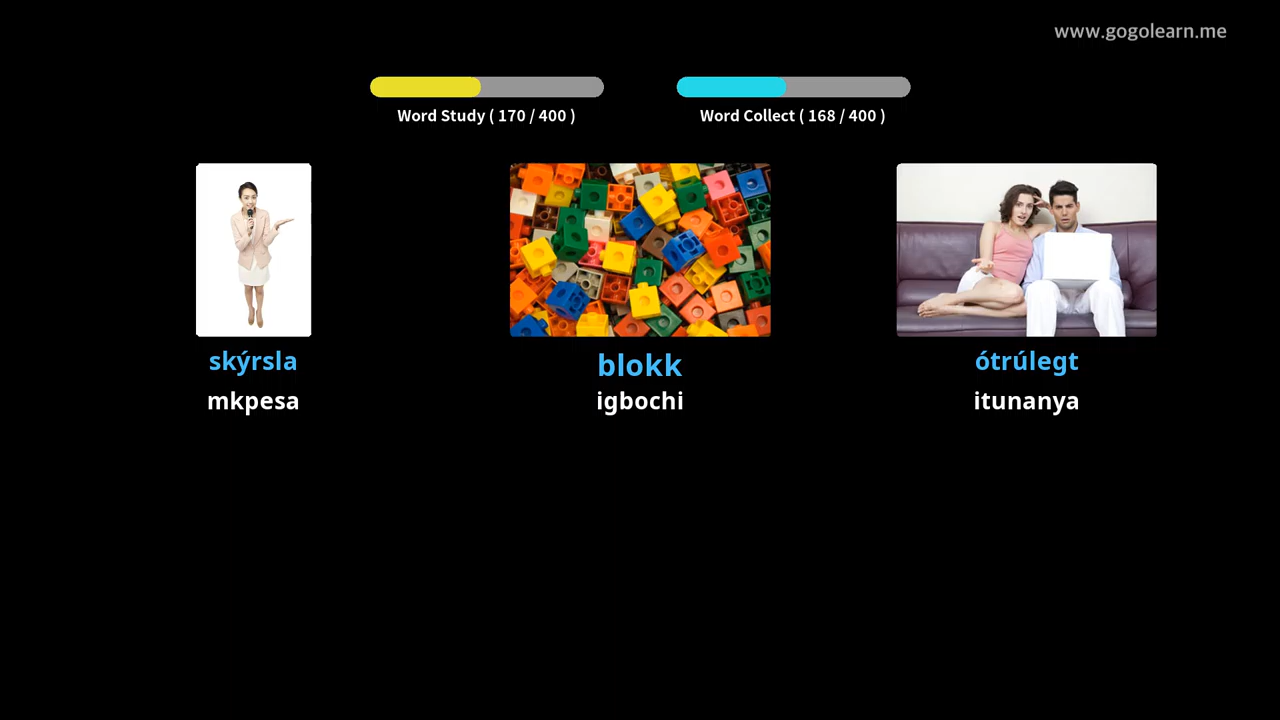 www.gogolearn.me
Word Study ( 170 / 400 )
Word Collect ( 168 / 400 )
skýrsla
blokk
ótrúlegt
mkpesa
igbochi
itunanya